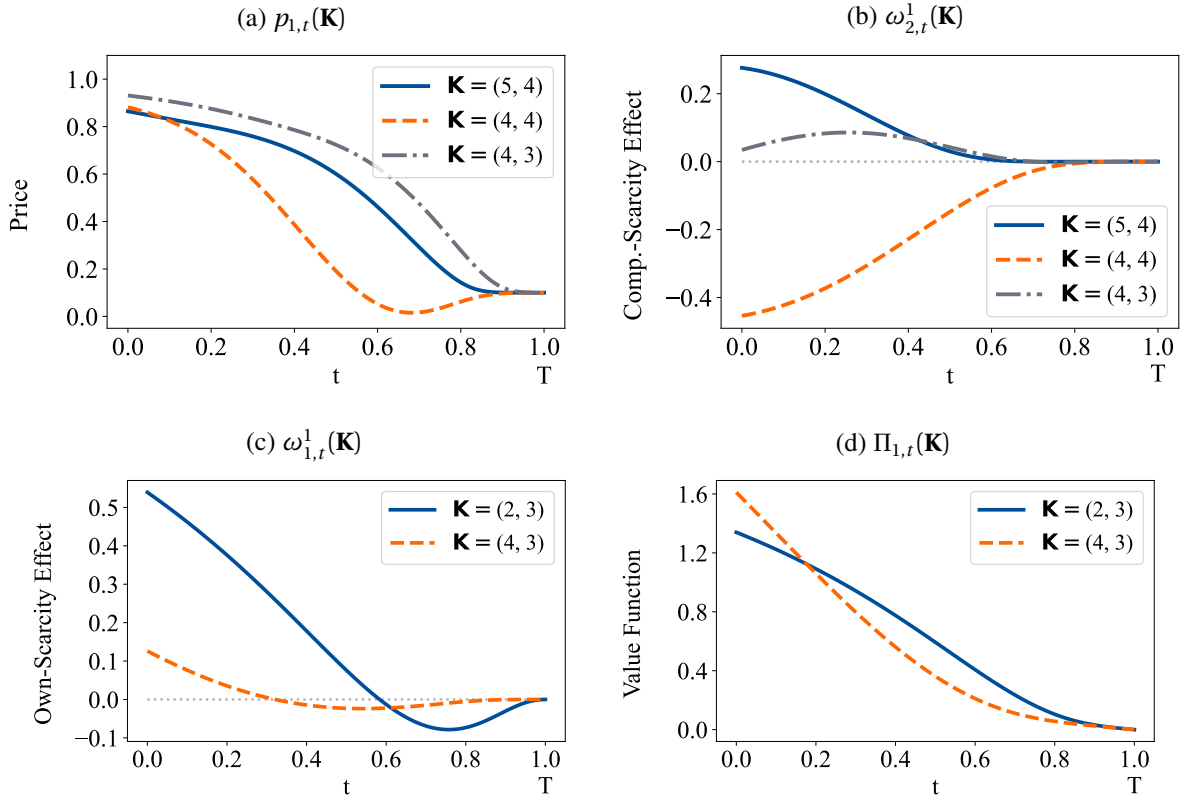 (a) p₁,ₜ(𝐊)
1.0
0.8
0.6
0.4
0.2
0.0
Price
K = (5, 4)
K = (4, 4)
K = (4, 3)
0.0 0.2 0.4 0.6 0.8 1.0
t T
(b) ω¹₂,ₜ(𝐊)
0.2
0.0
−0.2
−0.4
Comp.-Scarcity Effect
K = (5, 4)
K = (4, 4)
K = (4, 3)
0.0 0.2 0.4 0.6 0.8 1.0
t T
(c) ω¹₁,ₜ(𝐊)
0.5
0.4
0.3
0.2
0.1
0.0
−0.1
Own-Scarcity Effect
K = (2, 3)
K = (4, 3)
0.0 0.2 0.4 0.6 0.8 1.0
t T
(d) Π₁,ₜ(𝐊)
1.6
1.2
0.8
0.4
0.0
Value Function
K = (2, 3)
K = (4, 3)
0.0 0.2 0.4 0.6 0.8 1.0
t T